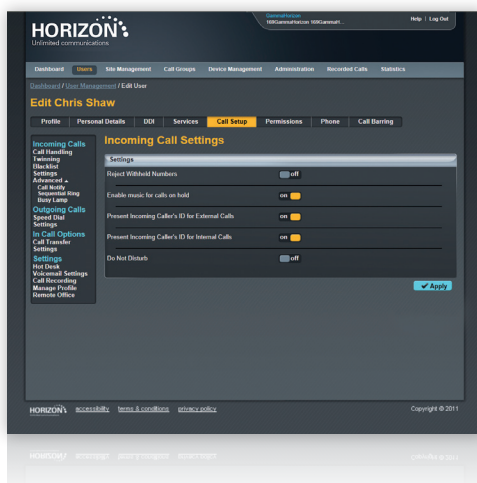 GammaHorizon
169GammaHorizon 169GammaH...
Help | Log Out
HORIZON
Unlimited communications
Dashboard Users Site Management Call Groups Device Management Administration Recorded Calls Statistics
Dashboard / User Management / Edit User
Edit Chris Shaw
Profile Personal Details DDI Services Call Setup Permissions Phone Call Barring
Incoming Calls
Call Handling
Twinning
Blacklist
Settings
Advanced
Call Notify
Sequential Ring
Busy Lamp
Outgoing Calls
Speed Dial
Settings
In Call Options
Call Transfer
Settings
Settings
Hot Desk
Voicemail Settings
Call Recording
Manage Profile
Remote Office
Incoming Call Settings
Settings
Reject Withheld Numbers off
Enable music for calls on hold on
Present Incoming Caller's ID for External Calls on
Present Incoming Caller's ID for Internal Calls on
Do Not Disturb off
Apply
HORIZON accessibility terms & conditions privacy policy Copyright © 2011